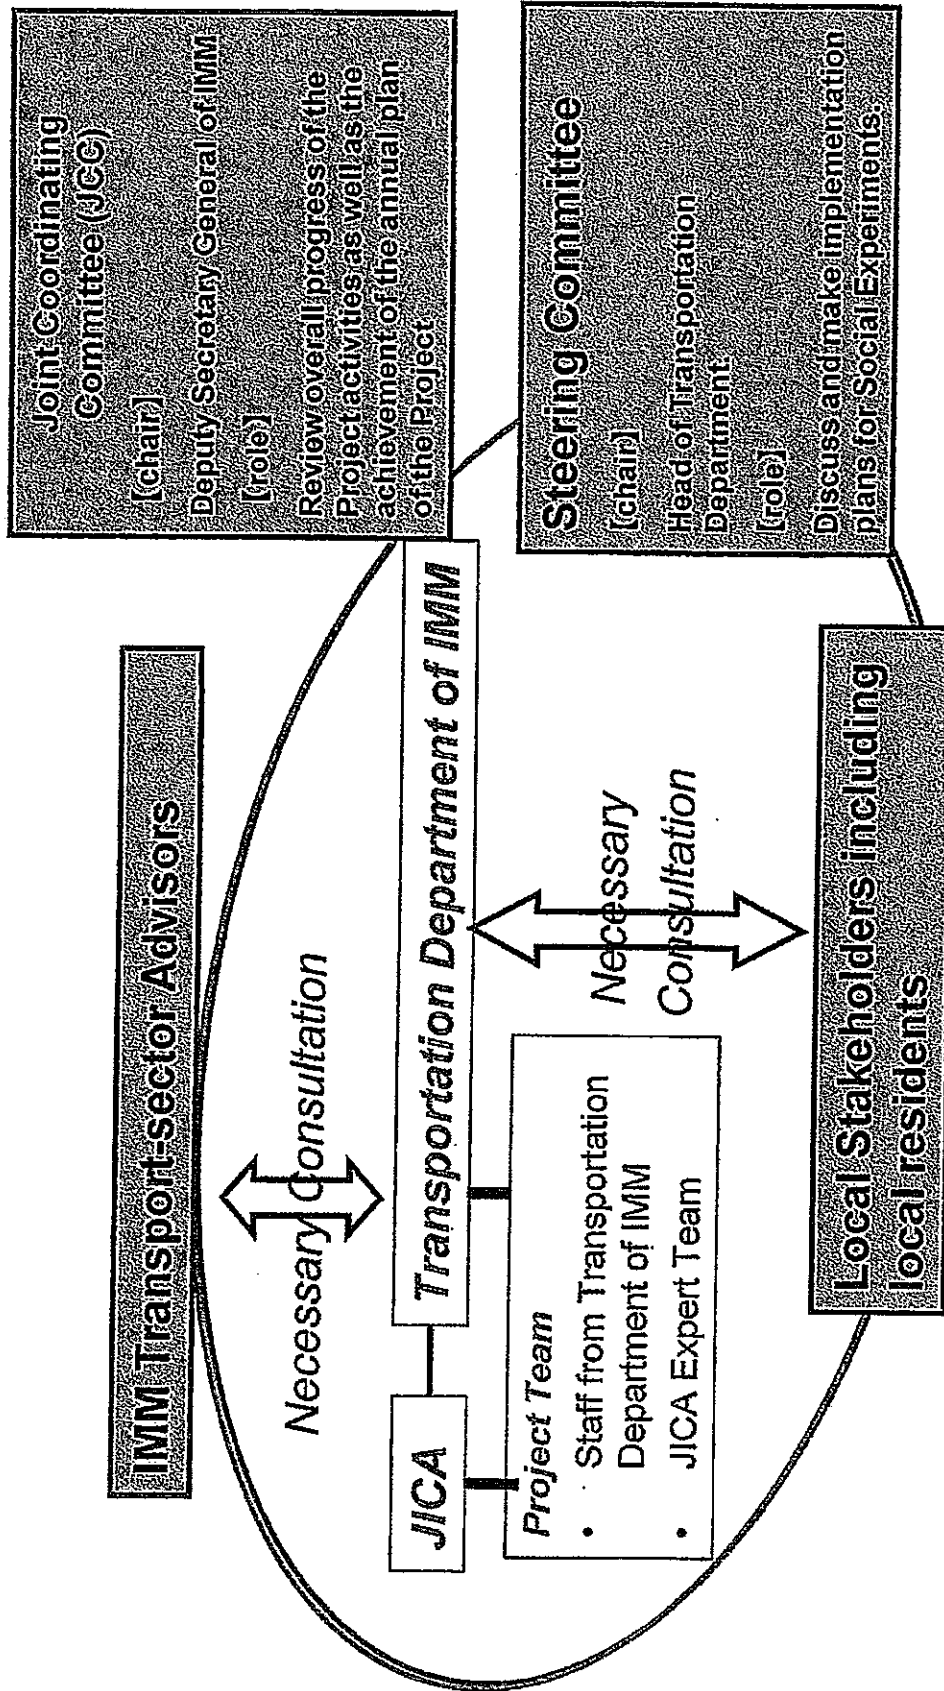 IMM Transport-sector Advisors
Necessary Consultation
JICA
Transportation Department of IMM
Project Team
• Staff from Transportation
Department of IMM
• JICA Expert Team
Necessary
Consultation
Local Stakeholders including
local residents
Joint Coordinating
Committee (JCC)
【chair】
Deputy Secretary General of IMM
【role】
Review overall progress of the
Project activities as well as the
achievement of the annual plan
of the Project
Steering Committee
【chair】
Head of Transportation
Department.
【role】
Discuss and make implementation
plans for Social Experiments.